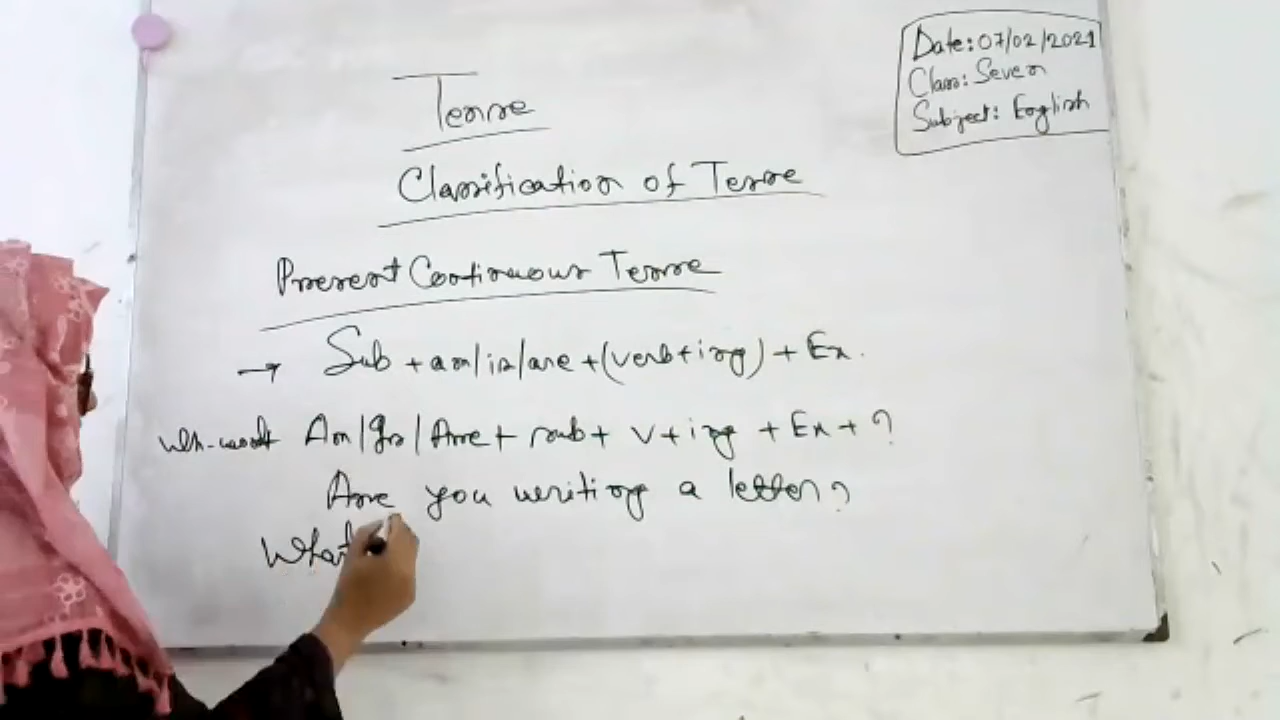 Date: 07/02/2021
Class: Seven
Subject: English
Tense
Classification of Tense
Present Continuous Tense
→ Sub + am/is/are + (verb+ing) + Ex.
Wh-word Am/Is/Are + sub + v+ing + Ex + ?
Are you writing a letter?
What